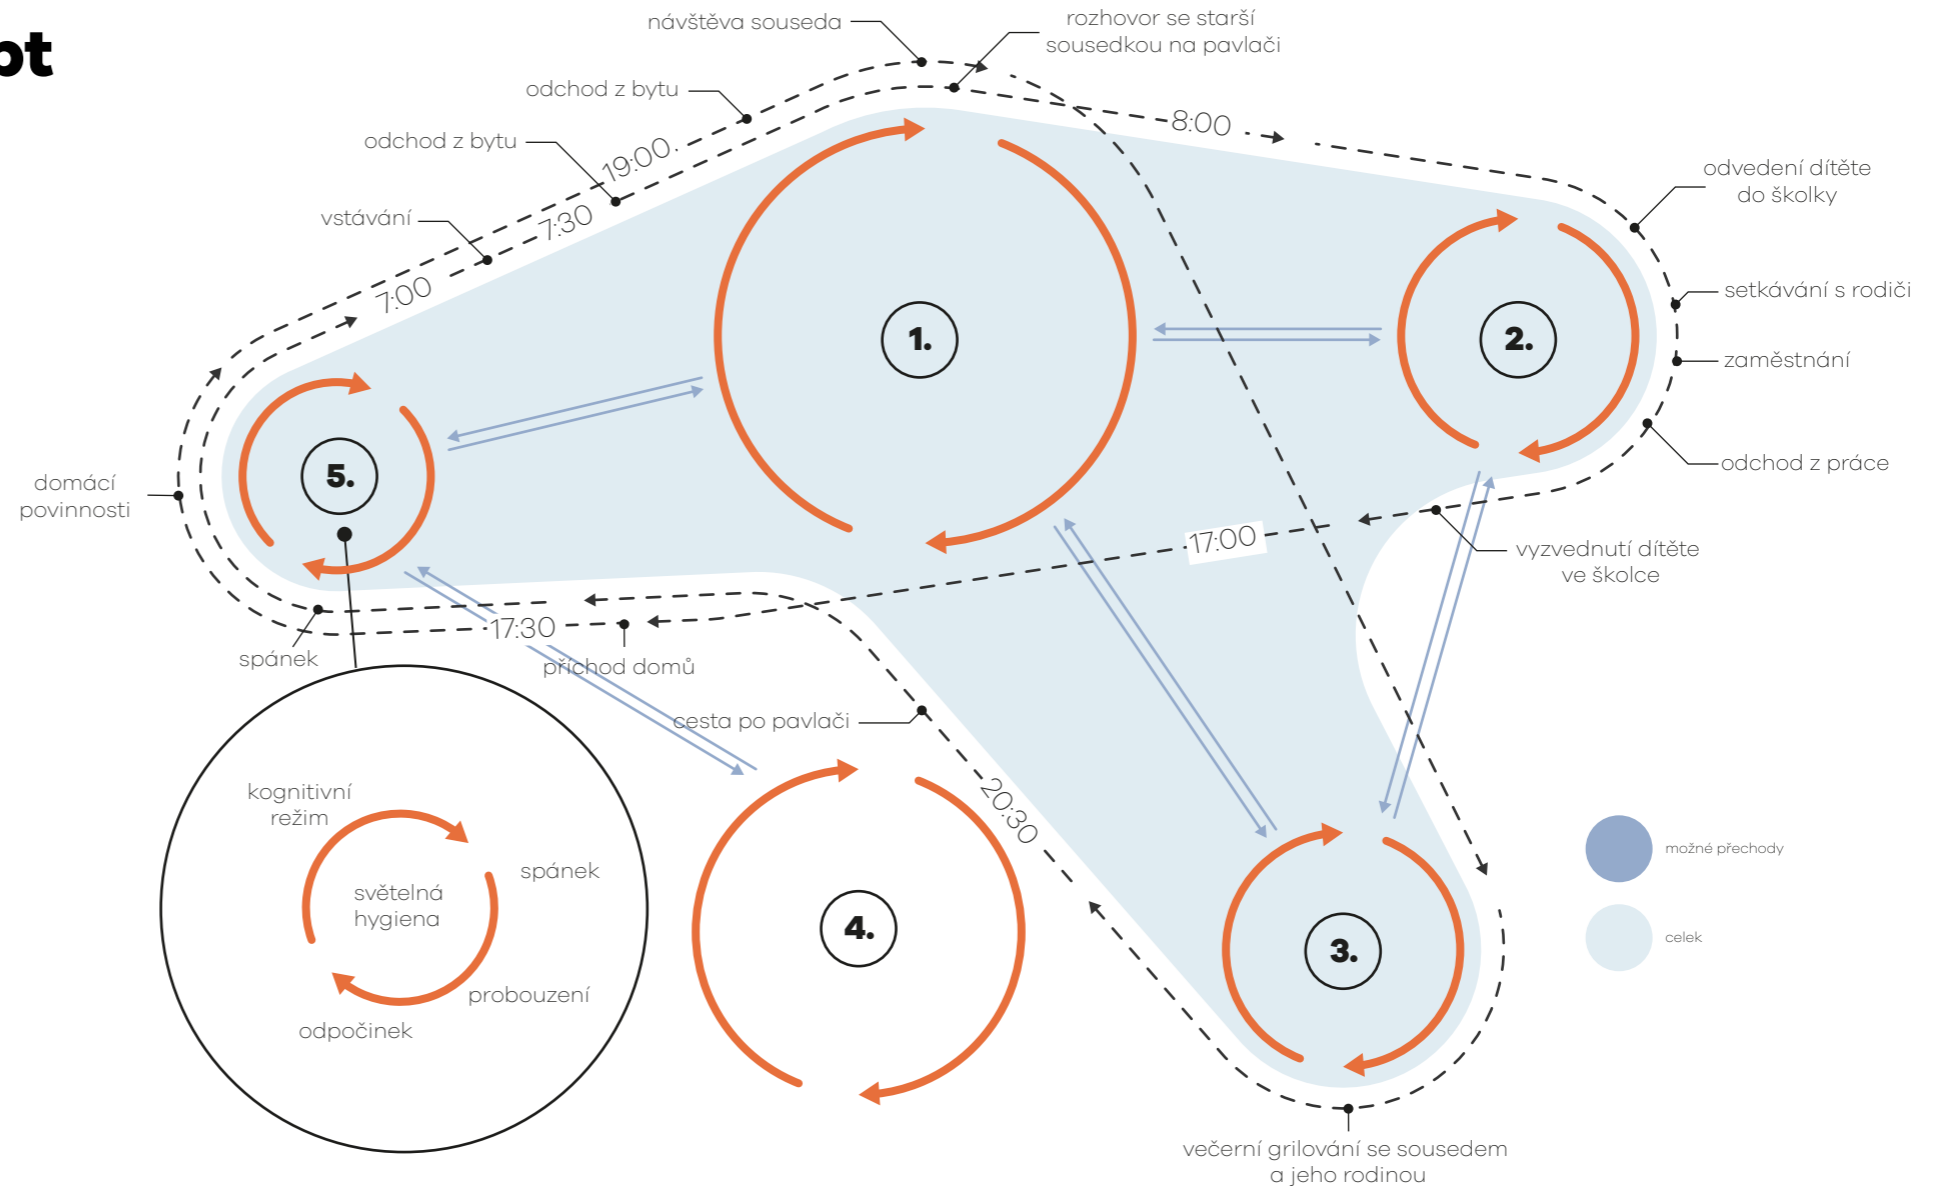 pt
návštěva souseda
rozhovor se starší
sousedkou na pavlači
odchod z bytu
8:00
odchod z bytu
19:00
odvedení dítěte
do školky
vstávání
7:30
7:00
setkávání s rodiči
1.
2.
zaměstnání
odchod z práce
5.
domácí
povinnosti
17:00
vyzvednutí dítěte
ve školce
17:30
spánek
příchod domů
cesta po pavlači
20:30
kognitivní
režim
spánek
světelná
hygiena
probouzení
odpočinek
4.
3.
možné přechody
celek
večerní grilování se sousedem
a jeho rodinou